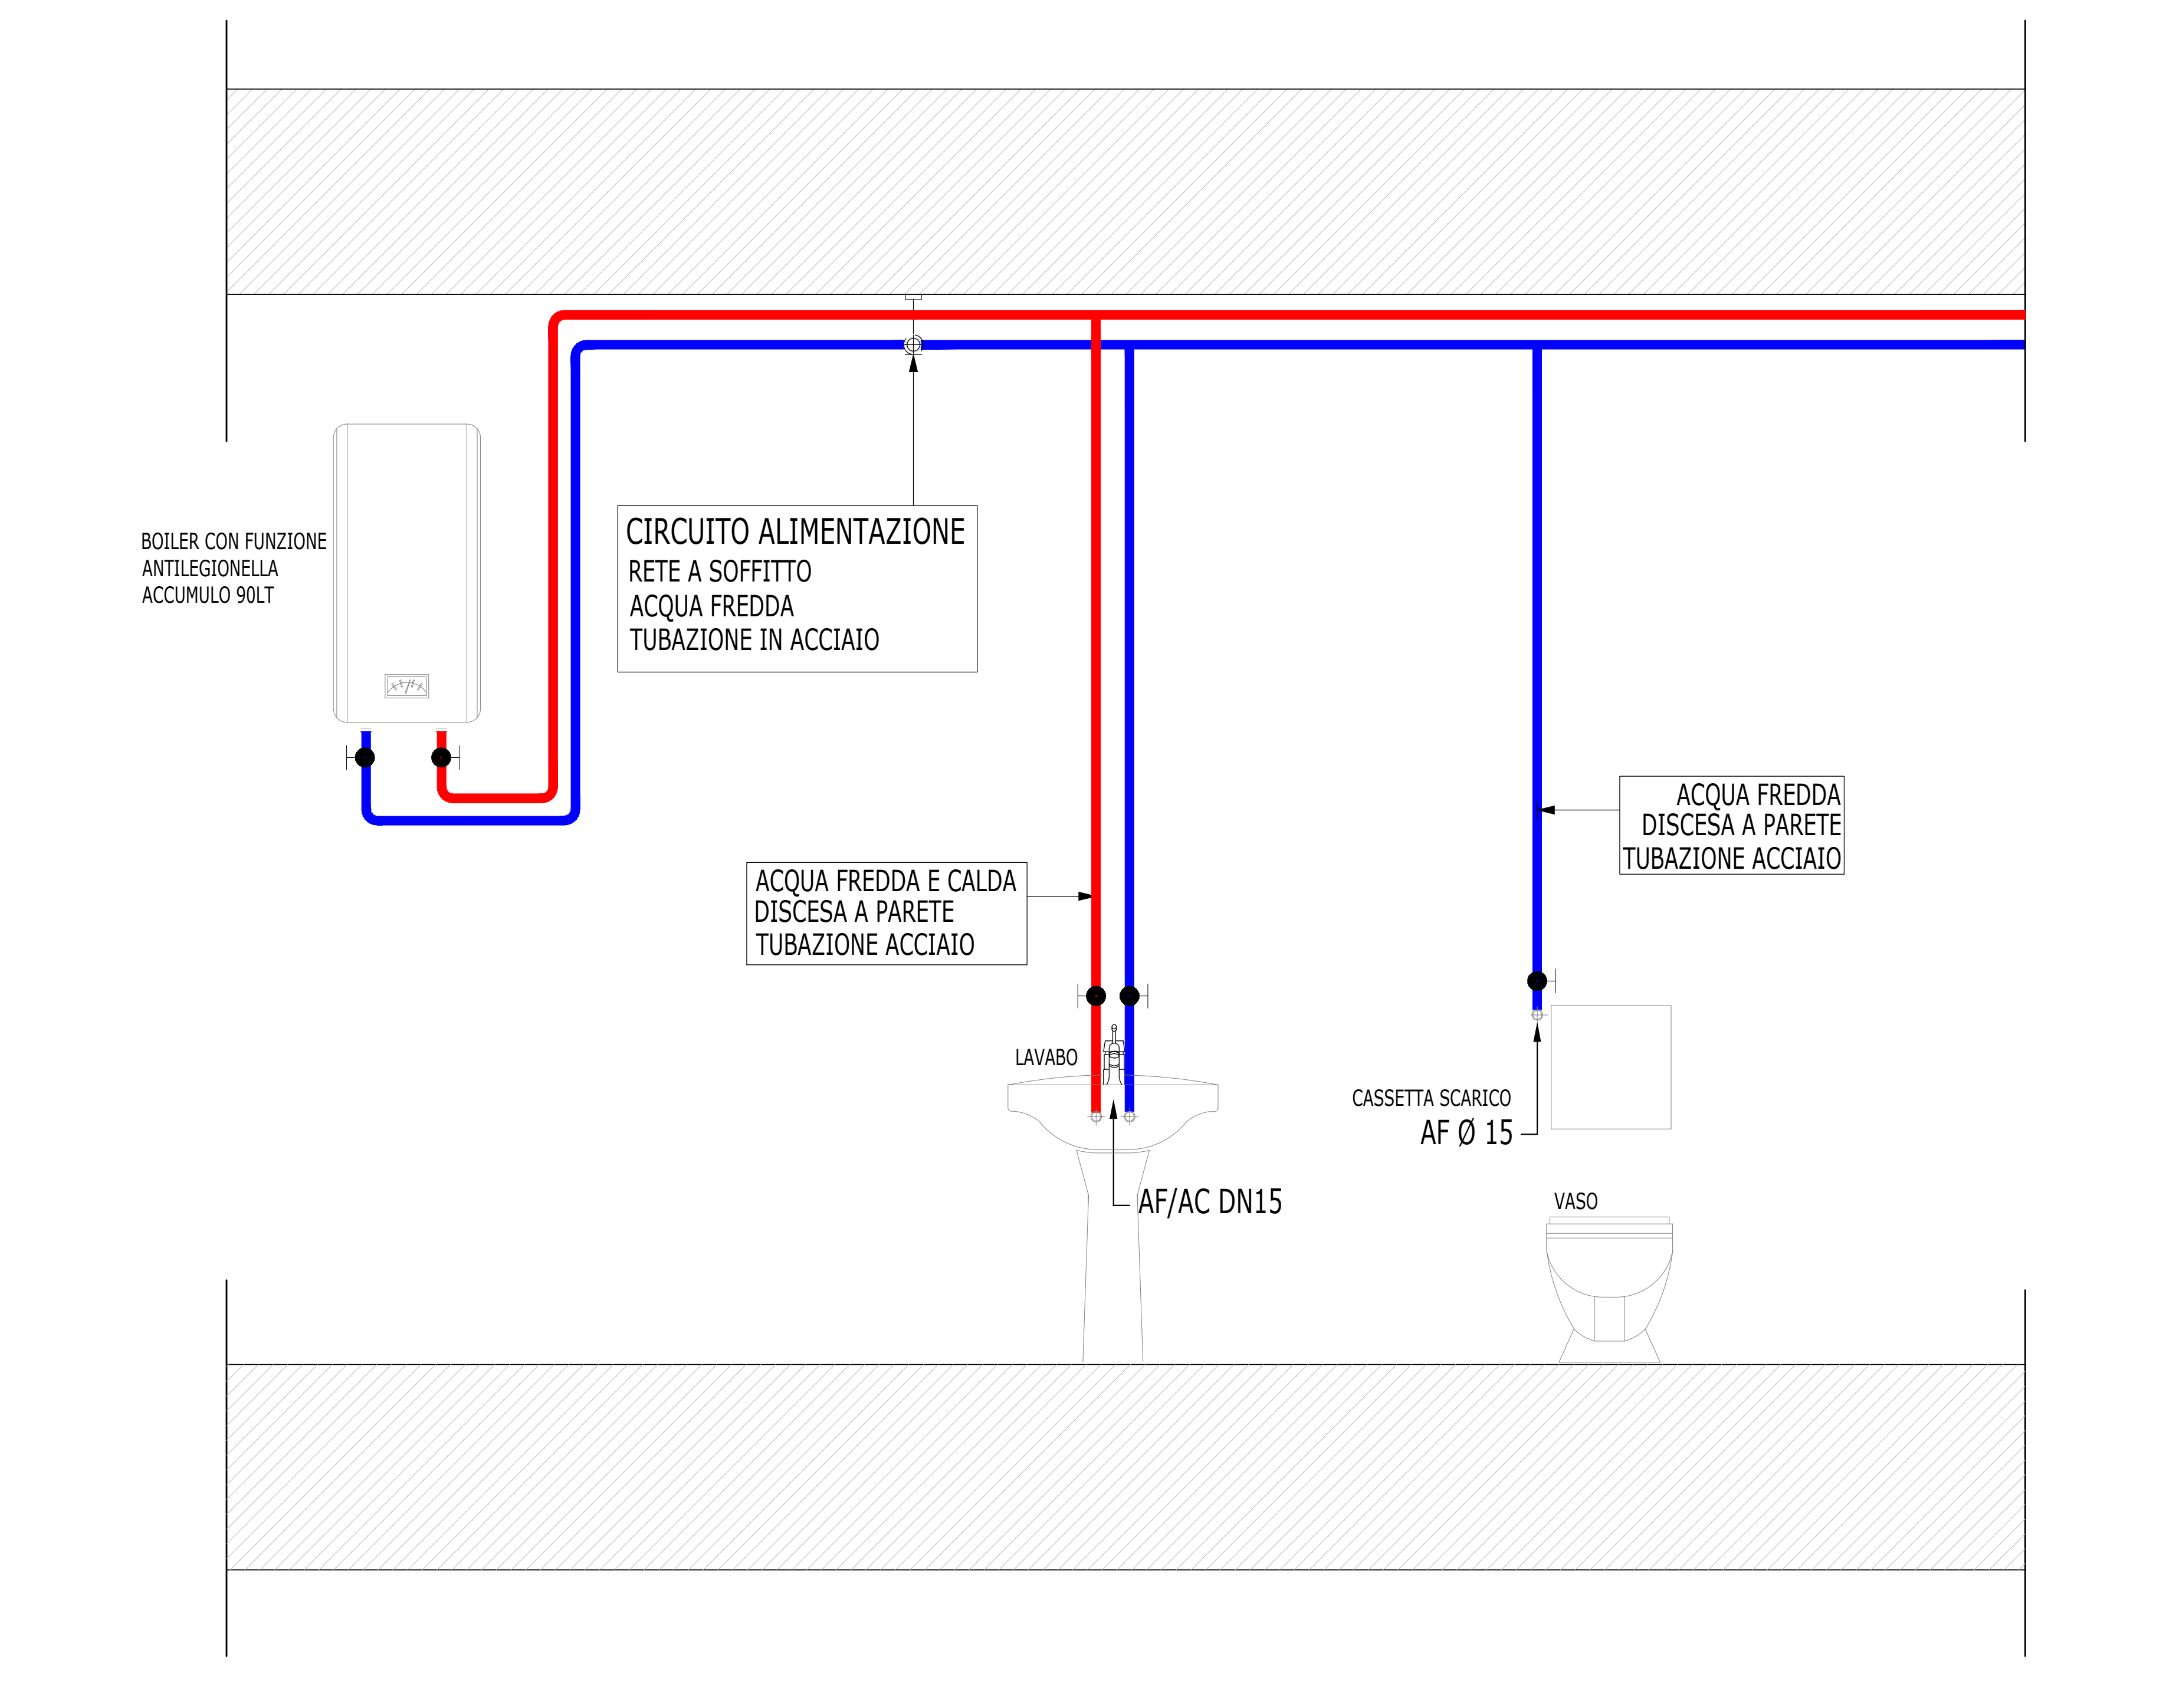 CIRCUITO ALIMENTAZIONE
RETE A SOFFITTO
ACQUA FREDDA
TUBAZIONE IN ACCIAIO
BOILER CON FUNZIONE
ANTILEGIONELLA
ACCUMULO 90LT
ACQUA FREDDA
DISCESA A PARETE
TUBAZIONE ACCIAIO
ACQUA FREDDA E CALDA
DISCESA A PARETE
TUBAZIONE ACCIAIO
LAVABO
CASSETTA SCARICO
AF Ø 15
AF/AC DN15
VASO